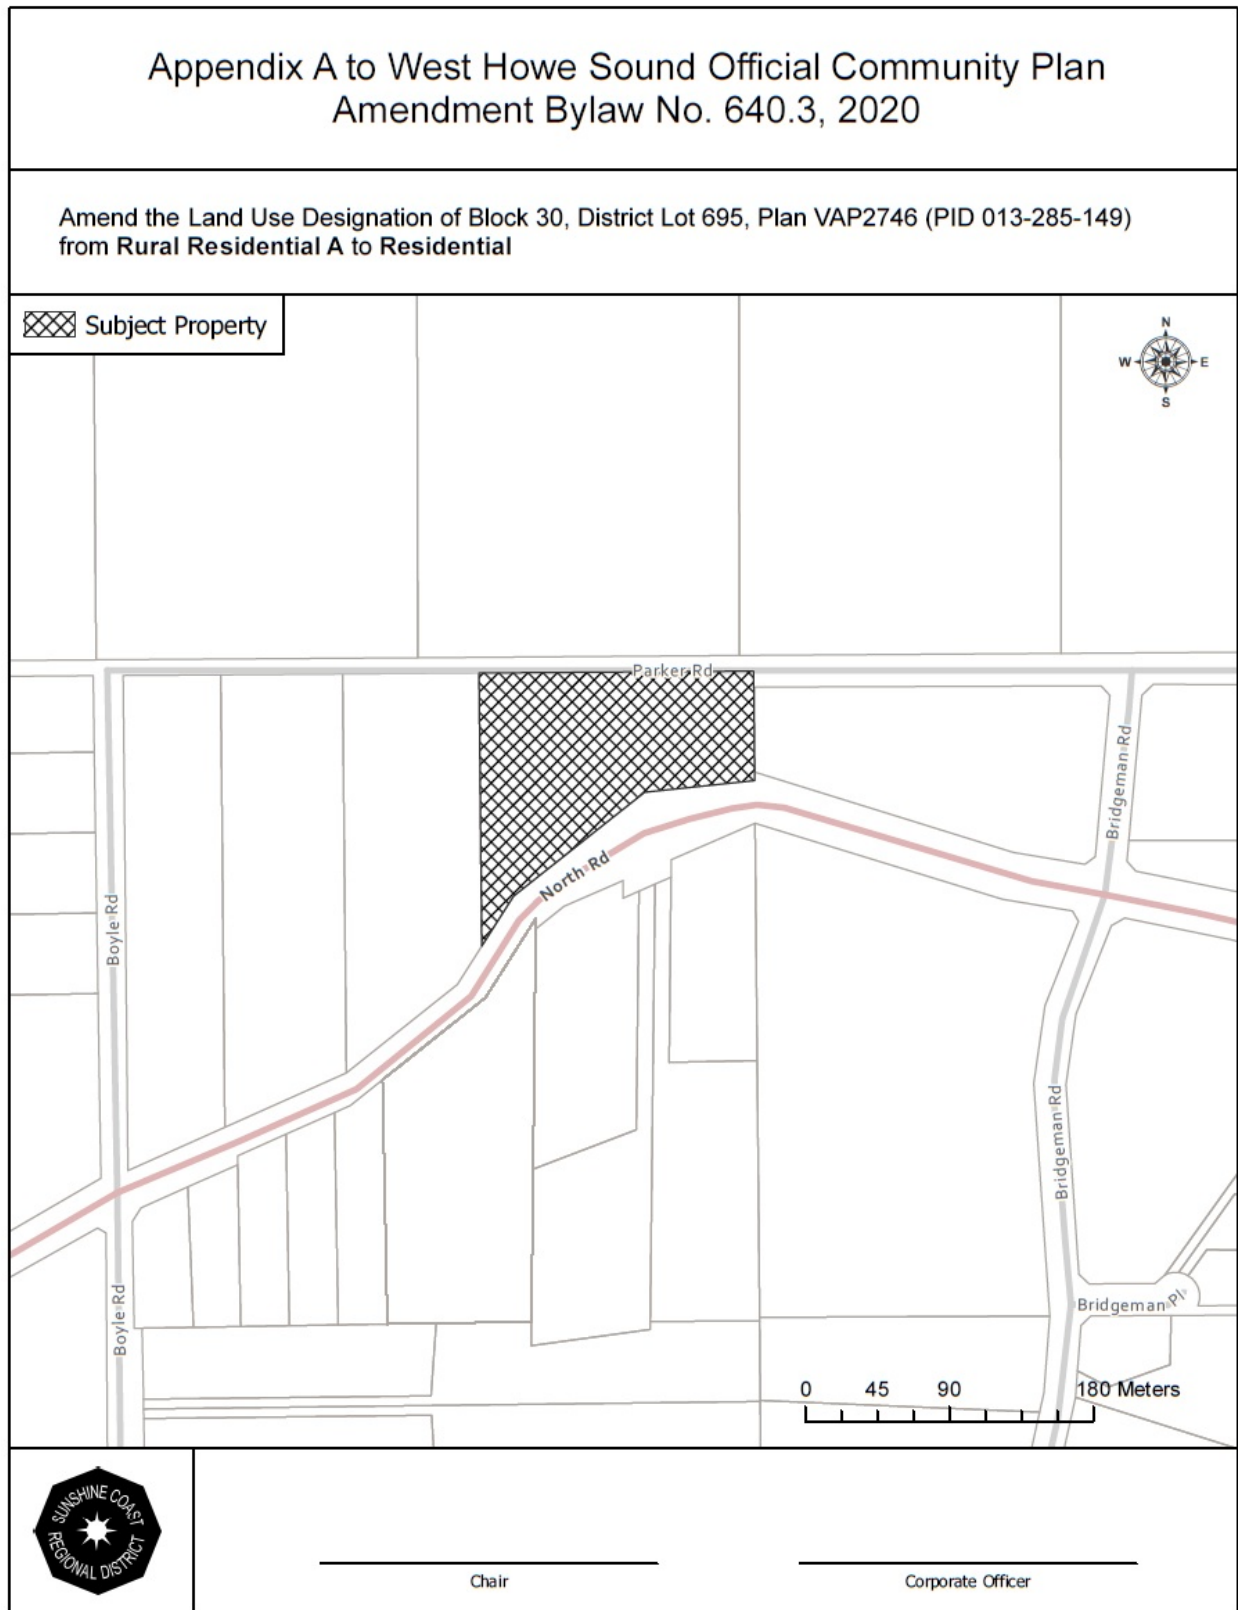 Appendix A to West Howe Sound Official Community Plan
Amendment Bylaw No. 640.3, 2020
Amend the Land Use Designation of Block 30, District Lot 695, Plan VAP2746 (PID 013-285-149)
from Rural Residential A to Residential
Subject Property
N
W E
S
Parker Rd
Bridgeman Rd
North Rd
Boyle Rd
Bridgeman Rd
Boyle Rd
Bridgeman Pl
0 45 90 180 Meters
SUNSHINE COAST
REGIONAL DISTRICT
Chair
Corporate Officer